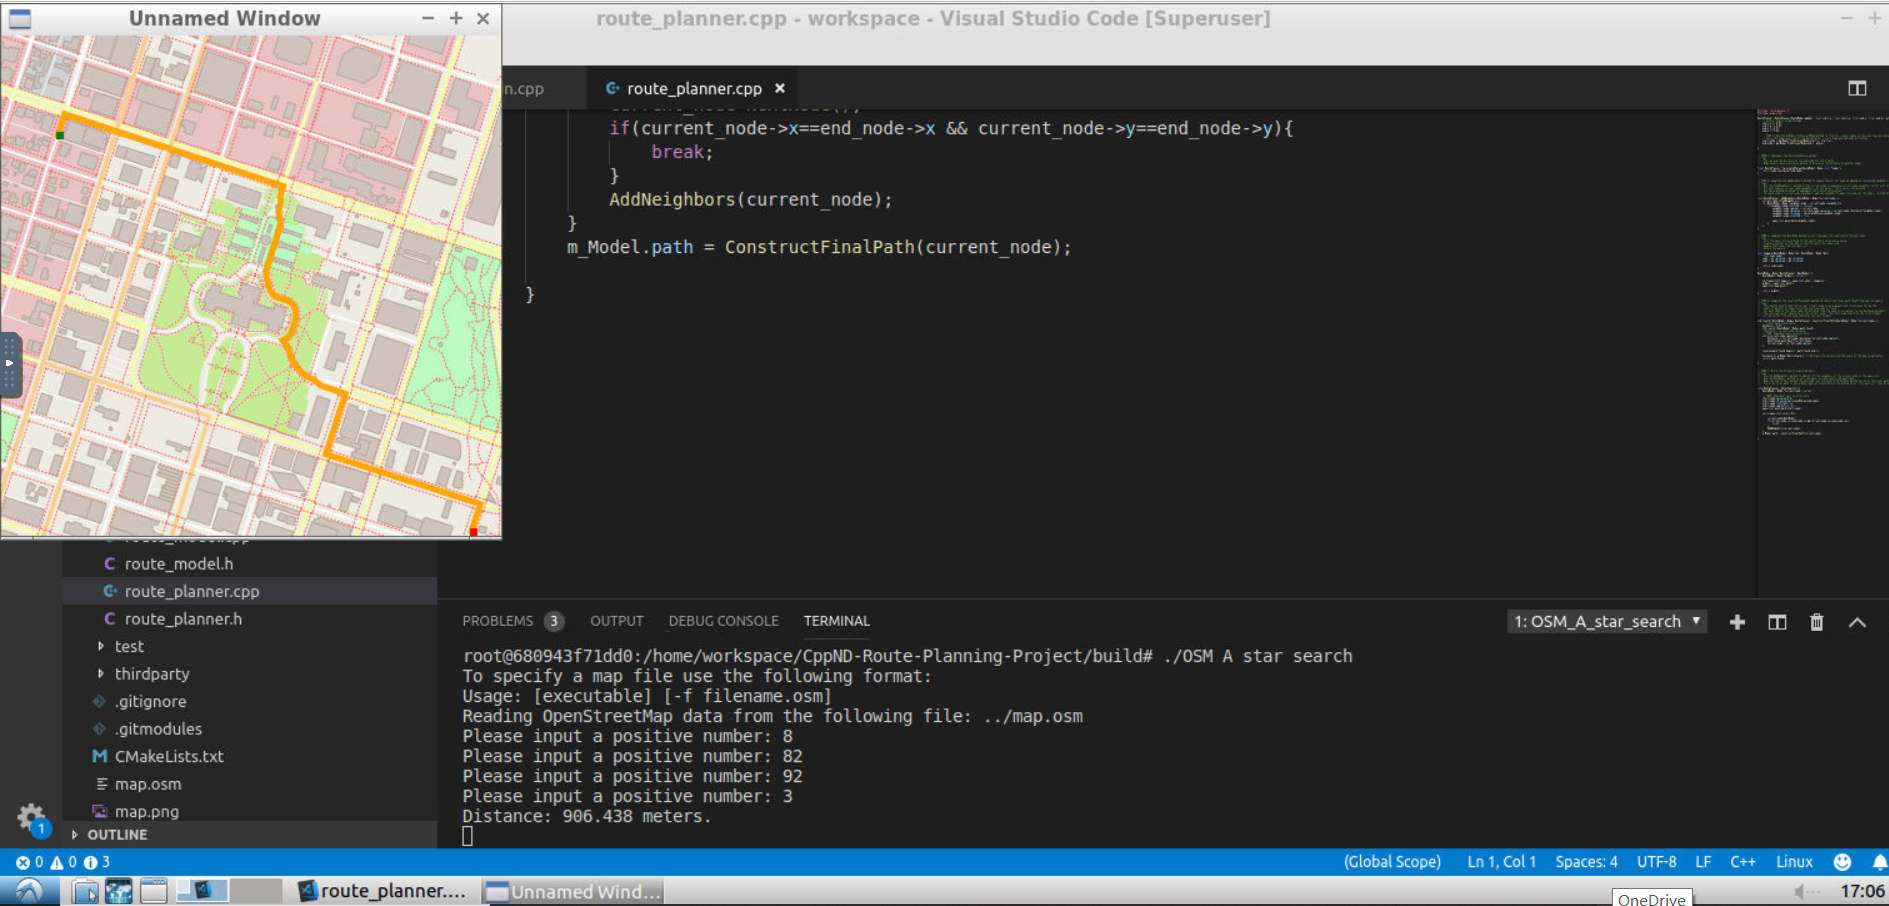 Unnamed Window
route_planner.cpp - workspace - Visual Studio Code [Superuser]
n.cpp
route_planner.cpp
if(current_node->x==end_node->x && current_node->y==end_node->y){
break;
}
AddNeighbors(current_node);
}
m_Model.path = ConstructFinalPath(current_node);
}
route_model.h
route_planner.cpp
route_planner.h
test
thirdparty
.gitignore
.gitmodules
CMakeLists.txt
map.osm
map.png
OUTLINE
PROBLEMS 3 OUTPUT DEBUG CONSOLE TERMINAL
1: OSM_A_star_search
root@680943f71dd0:/home/workspace/CppND-Route-Planning-Project/build# ./OSM A star search
To specify a map file use the following format:
Usage: [executable] [-f filename.osm]
Reading OpenStreetMap data from the following file: ../map.osm
Please input a positive number: 8
Please input a positive number: 82
Please input a positive number: 92
Please input a positive number: 3
Distance: 906.438 meters.
1
0 0 3
(Global Scope) Ln 1, Col 1 Spaces: 4 UTF-8 LF C++ Linux
route_planner....
Unnamed Wind...
OneDrive
17:06